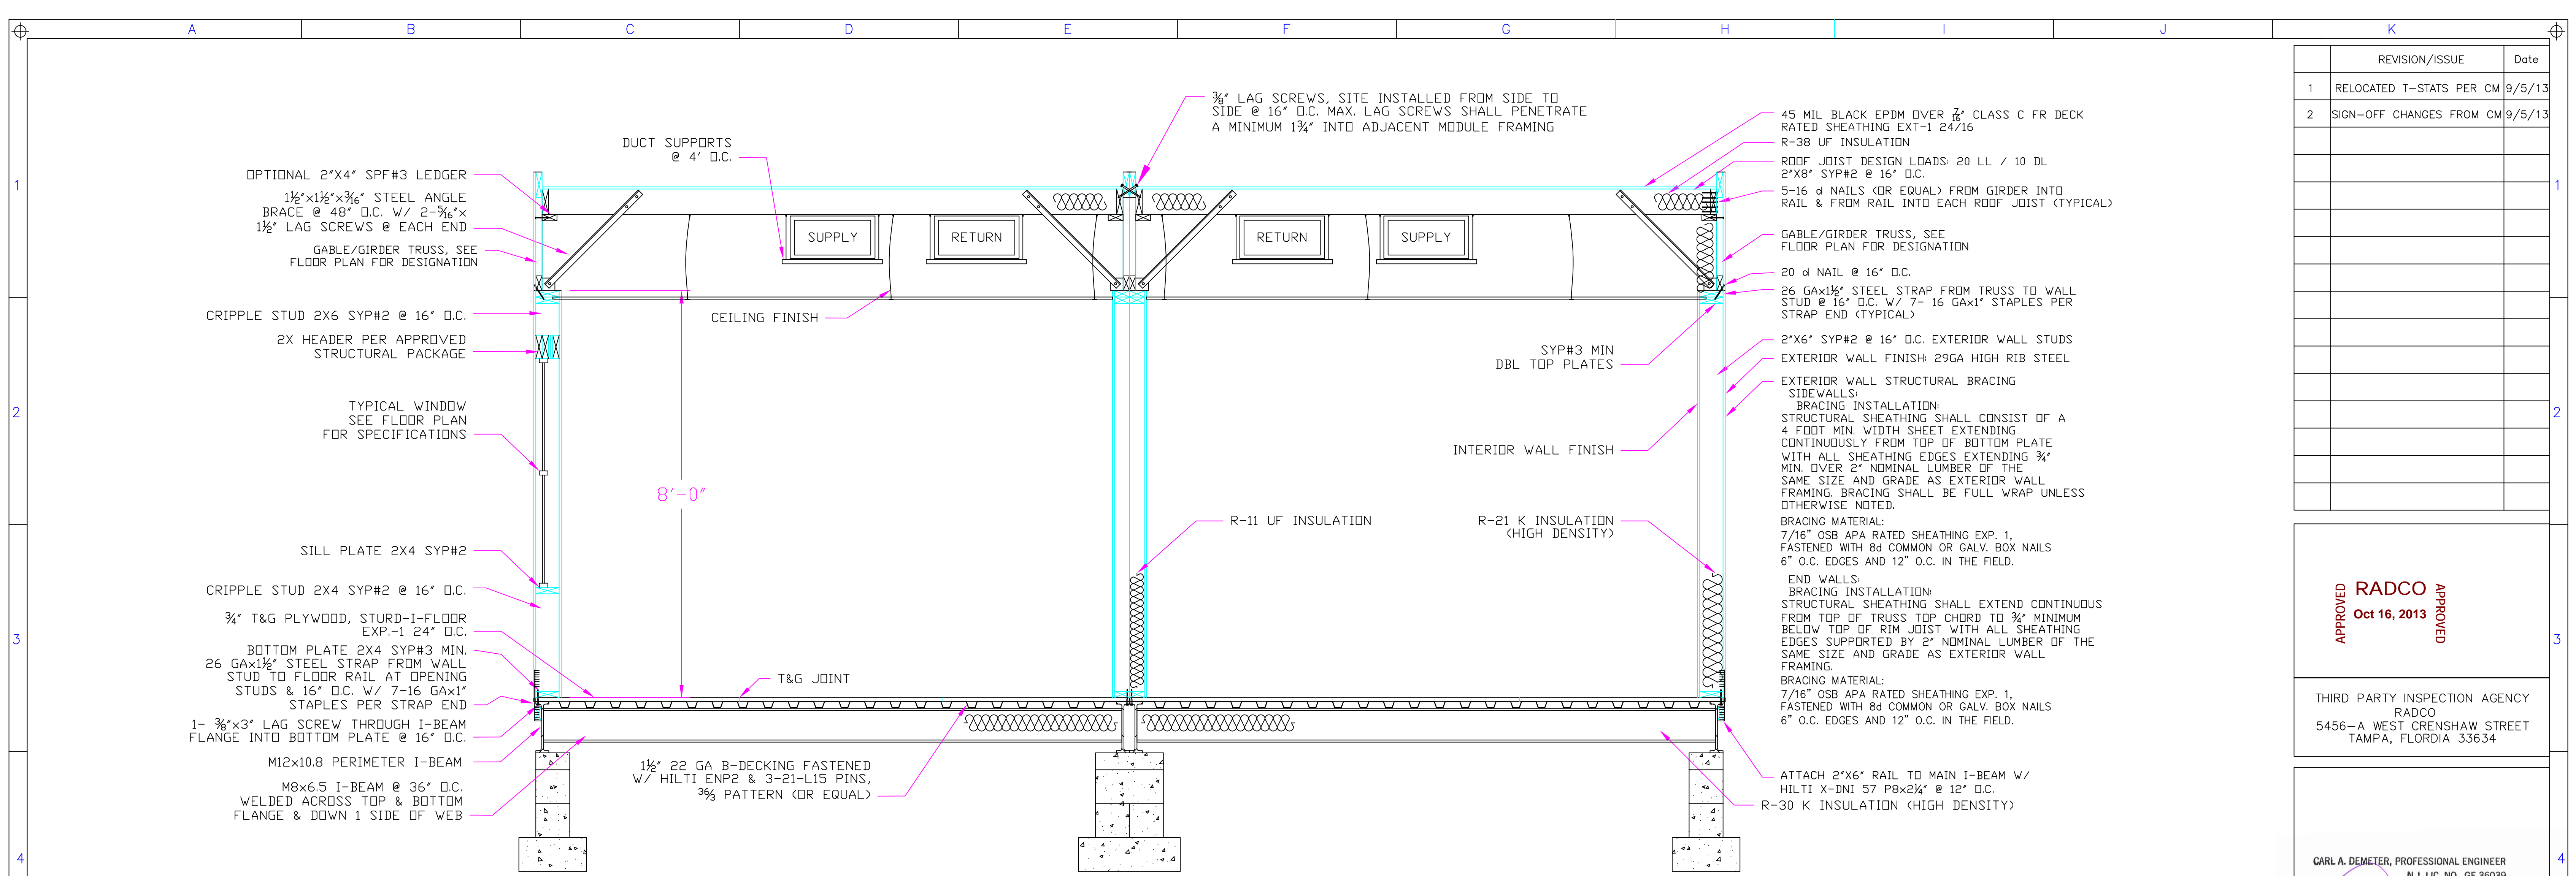 A
B
C
D
E
F
G
H
I
J
K
REVISION/ISSUE Date
1 RELOCATED T-STATS PER CM 9/5/13
2 SIGN-OFF CHANGES FROM CM 9/5/13
1
2
3
4
1
2
3
4
OPTIONAL 2"X4" SPF#3 LEDGER
1½"x1½"x3/16" STEEL ANGLE
BRACE @ 48" O.C. W/ 2-5/16"x
1½" LAG SCREWS @ EACH END
GABLE/GIRDER TRUSS, SEE
FLOOR PLAN FOR DESIGNATION
CRIPPLE STUD 2X6 SYP#2 @ 16" O.C.
2X HEADER PER APPROVED
STRUCTURAL PACKAGE
TYPICAL WINDOW
SEE FLOOR PLAN
FOR SPECIFICATIONS
SILL PLATE 2X4 SYP#2
CRIPPLE STUD 2X4 SYP#2 @ 16" O.C.
¾" T&G PLYWOOD, STURD-I-FLOOR
EXP.-1 24" O.C.
BOTTOM PLATE 2X4 SYP#3 MIN.
26 GAx1½" STEEL STRAP FROM WALL
STUD TO FLOOR RAIL AT OPENING
STUDS & 16" O.C. W/ 7-16 GAx1"
STAPLES PER STRAP END
1- ⅜"x3" LAG SCREW THROUGH I-BEAM
FLANGE INTO BOTTOM PLATE @ 16" O.C.
M12x10.8 PERIMETER I-BEAM
M8x6.5 I-BEAM @ 36" O.C.
WELDED ACROSS TOP & BOTTOM
FLANGE & DOWN 1 SIDE OF WEB
DUCT SUPPORTS
@ 4' O.C.
SUPPLY
RETURN
RETURN
SUPPLY
CEILING FINISH
8'-0"
T&G JOINT
1½" 22 GA B-DECKING FASTENED
W/ HILTI ENP2 & 3-21-L15 PINS,
36/3 PATTERN (OR EQUAL)
⅜" LAG SCREWS, SITE INSTALLED FROM SIDE TO
SIDE @ 16" O.C. MAX. LAG SCREWS SHALL PENETRATE
A MINIMUM 1¾" INTO ADJACENT MODULE FRAMING
R-11 UF INSULATION
SYP#3 MIN
DBL TOP PLATES
INTERIOR WALL FINISH
R-21 K INSULATION
(HIGH DENSITY)
45 MIL BLACK EPDM OVER 7/16" CLASS C FR DECK
RATED SHEATHING EXT-1 24/16
R-38 UF INSULATION
ROOF JOIST DESIGN LOADS: 20 LL / 10 DL
2"X8" SYP#2 @ 16" O.C.
5-16 d NAILS (OR EQUAL) FROM GIRDER INTO
RAIL & FROM RAIL INTO EACH ROOF JOIST (TYPICAL)
GABLE/GIRDER TRUSS, SEE
FLOOR PLAN FOR DESIGNATION
20 d NAIL @ 16" O.C.
26 GAx1½" STEEL STRAP FROM TRUSS TO WALL
STUD @ 16" O.C. W/ 7- 16 GAx1" STAPLES PER
STRAP END (TYPICAL)
2"X6" SYP#2 @ 16" O.C. EXTERIOR WALL STUDS
EXTERIOR WALL FINISH: 29GA HIGH RIB STEEL
EXTERIOR WALL STRUCTURAL BRACING
SIDEWALLS:
BRACING INSTALLATION:
STRUCTURAL SHEATHING SHALL CONSIST OF A
4 FOOT MIN. WIDTH SHEET EXTENDING
CONTINUOUSLY FROM TOP OF BOTTOM PLATE
WITH ALL SHEATHING EDGES EXTENDING ¾"
MIN. OVER 2" NOMINAL LUMBER OF THE
SAME SIZE AND GRADE AS EXTERIOR WALL
FRAMING. BRACING SHALL BE FULL WRAP UNLESS
OTHERWISE NOTED.
BRACING MATERIAL:
7/16" OSB APA RATED SHEATHING EXP. 1,
FASTENED WITH 8d COMMON OR GALV. BOX NAILS
6" O.C. EDGES AND 12" O.C. IN THE FIELD.
END WALLS:
BRACING INSTALLATION:
STRUCTURAL SHEATHING SHALL EXTEND CONTINUOUS
FROM TOP OF TRUSS TOP CHORD TO ¾" MINIMUM
BELOW TOP OF RIM JOIST WITH ALL SHEATHING
EDGES SUPPORTED BY 2" NOMINAL LUMBER OF THE
SAME SIZE AND GRADE AS EXTERIOR WALL
FRAMING.
BRACING MATERIAL:
7/16" OSB APA RATED SHEATHING EXP. 1,
FASTENED WITH 8d COMMON OR GALV. BOX NAILS
6" O.C. EDGES AND 12" O.C. IN THE FIELD.
ATTACH 2"X6" RAIL TO MAIN I-BEAM W/
HILTI X-DNI 57 P8x2¼" @ 12" O.C.
R-30 K INSULATION (HIGH DENSITY)
APPROVED
RADCO
Oct 16, 2013
APPROVED
THIRD PARTY INSPECTION AGENCY
RADCO
5456-A WEST CRENSHAW STREET
TAMPA, FLORDIA 33634
CARL A. DEMETER, PROFESSIONAL ENGINEER
N.J. LIC. NO. GE 36039